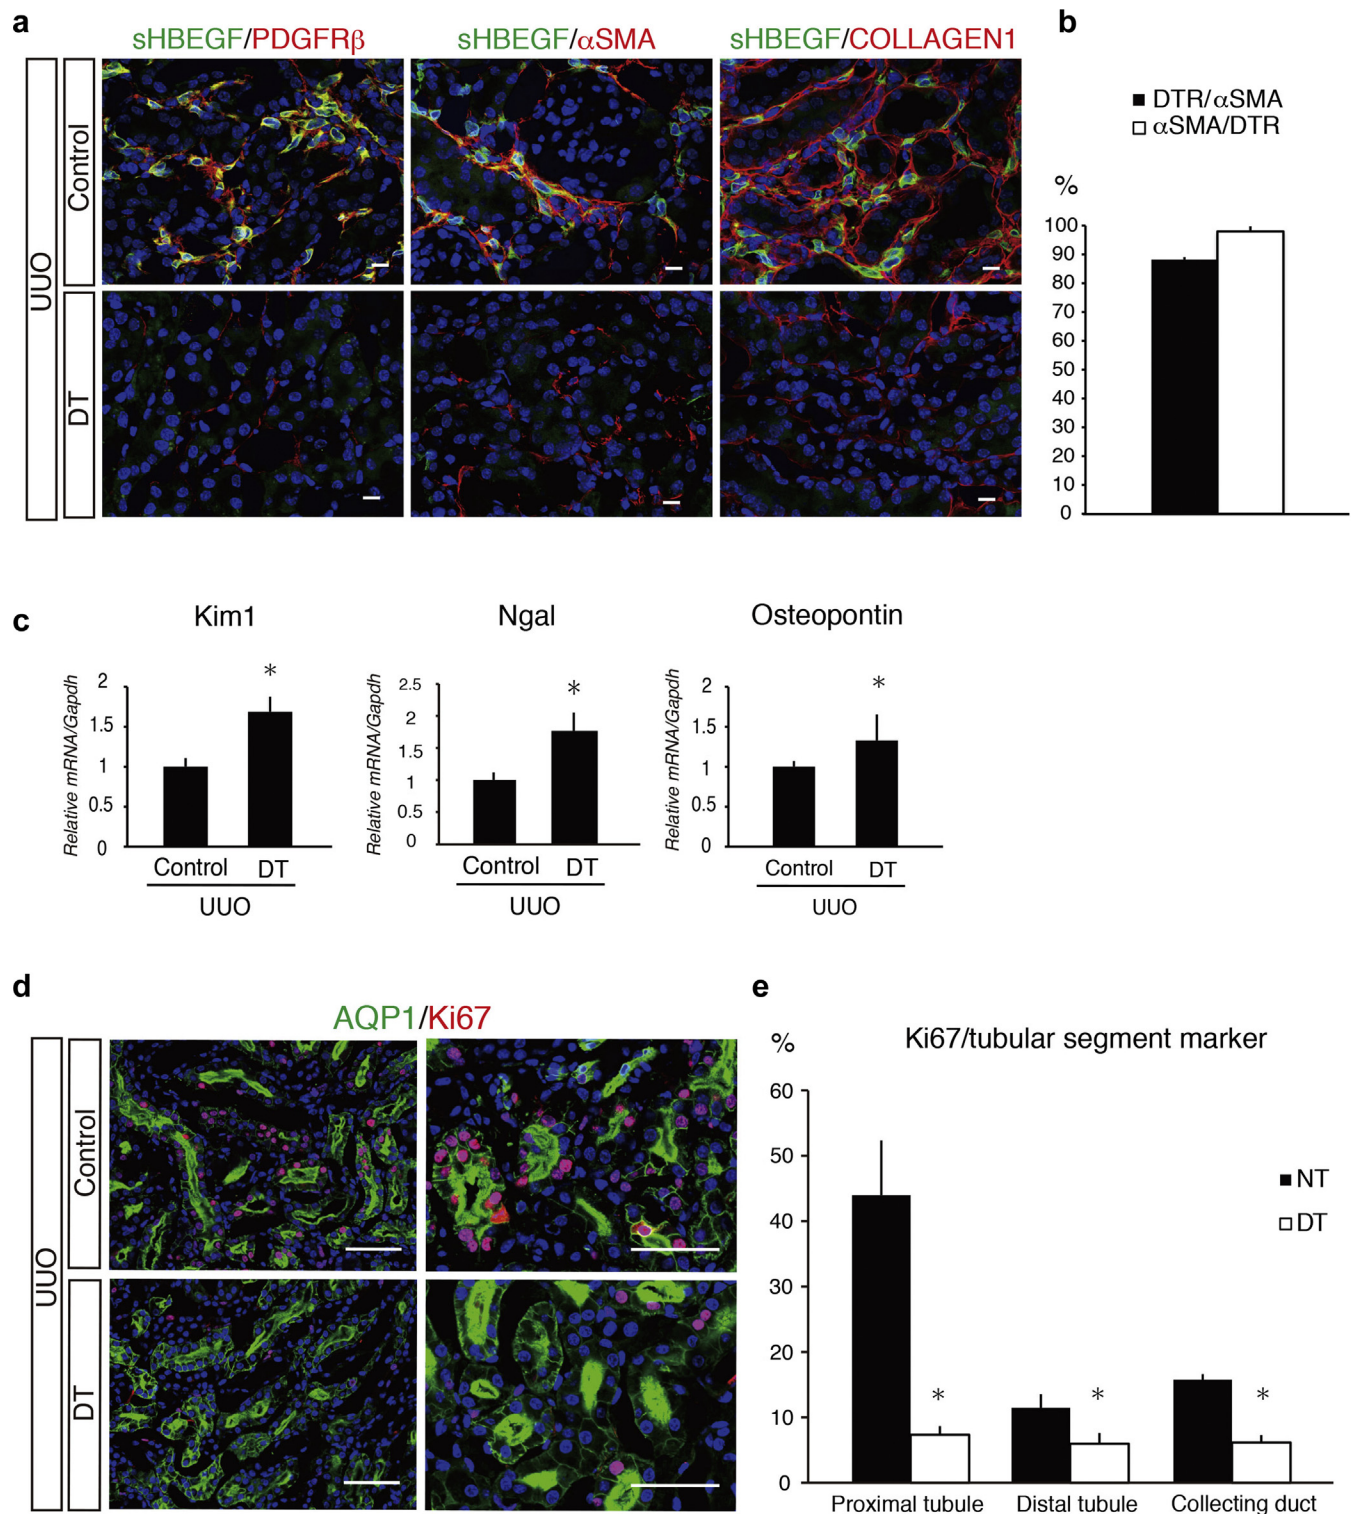 a
sHBEGF/PDGFRβ
sHBEGF/αSMA
sHBEGF/COLLAGEN1
UUO
Control
DT
b
DTR/αSMA
αSMA/DTR
%
100
90
80
70
60
50
40
30
20
10
0
c
Kim1
Relative mRNA/Gapdh
2
1.5
1
0.5
0
*
Control DT
UUO
Ngal
Relative mRNA/Gapdh
2.5
2
1.5
1
0.5
0
*
Control DT
UUO
Osteopontin
Relative mRNA/Gapdh
2
1.5
1
0.5
0
*
Control DT
UUO
d
AQP1/Ki67
UUO
Control
DT
e
Ki67/tubular segment marker
%
60
50
40
30
20
10
0
NT
DT
* * *
Proximal tubule Distal tubule Collecting duct